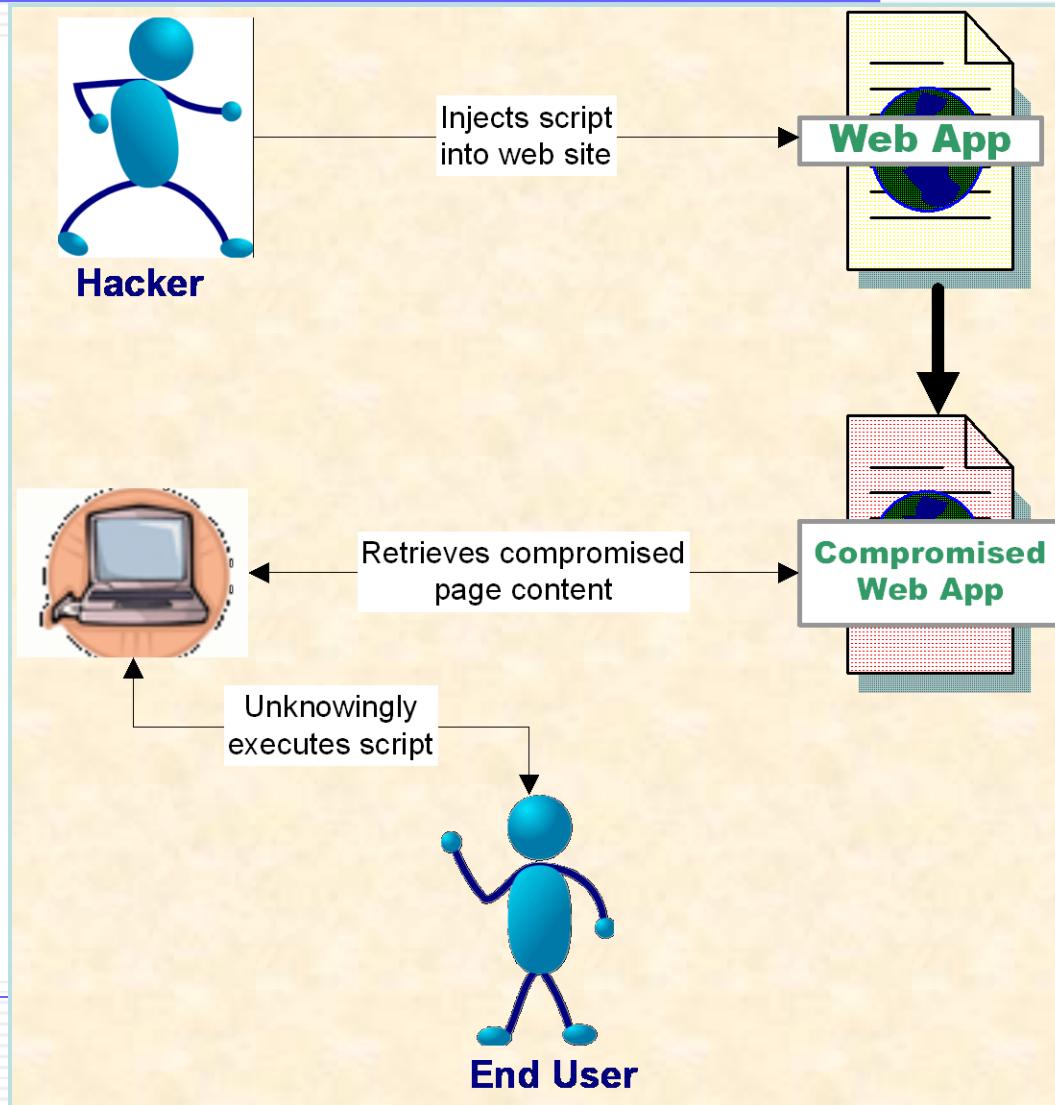 Injects script
into web site
Web App
Hacker
Retrieves compromised
page content
Compromised
Web App
Unknowingly
executes script
End User